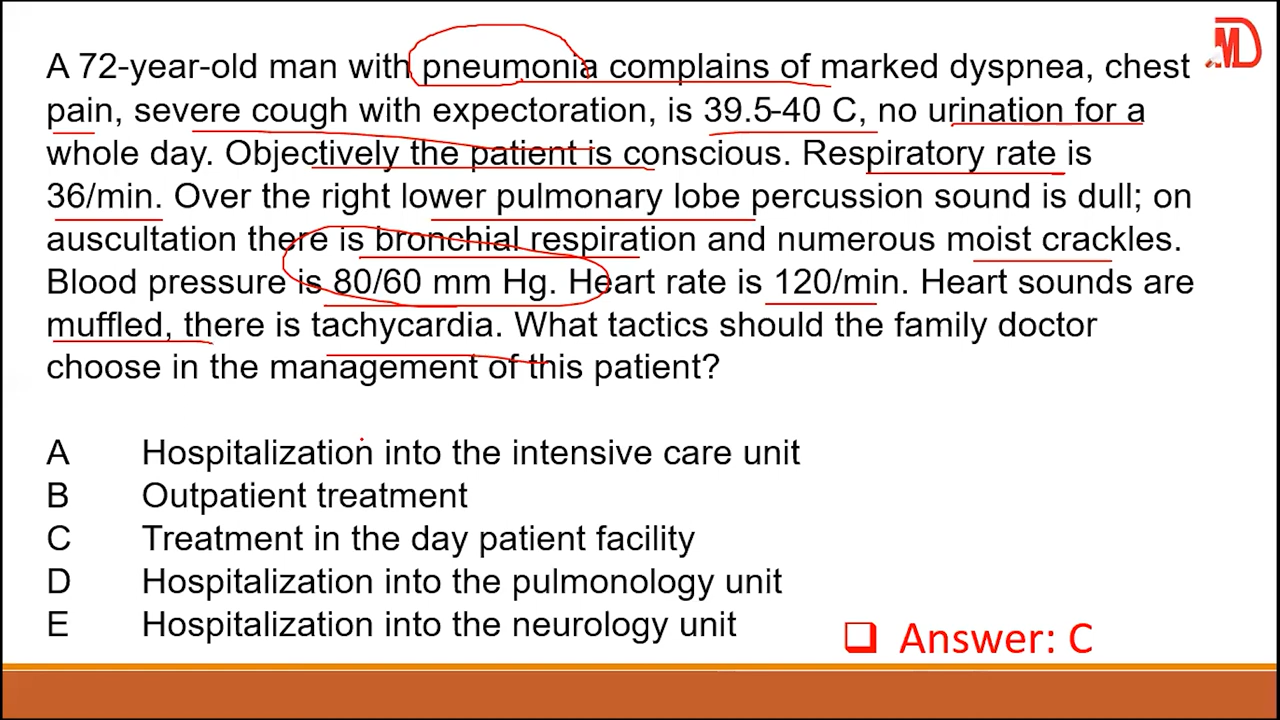 A 72-year-old man with pneumonia complains of marked dyspnea, chest
pain, severe cough with expectoration, is 39.5-40 C, no urination for a
whole day. Objectively the patient is conscious. Respiratory rate is
36/min. Over the right lower pulmonary lobe percussion sound is dull; on
auscultation there is bronchial respiration and numerous moist crackles.
Blood pressure is 80/60 mm Hg. Heart rate is 120/min. Heart sounds are
muffled, there is tachycardia. What tactics should the family doctor
choose in the management of this patient?
A Hospitalization into the intensive care unit
B Outpatient treatment
C Treatment in the day patient facility
D Hospitalization into the pulmonology unit
E Hospitalization into the neurology unit
Answer: C
MD